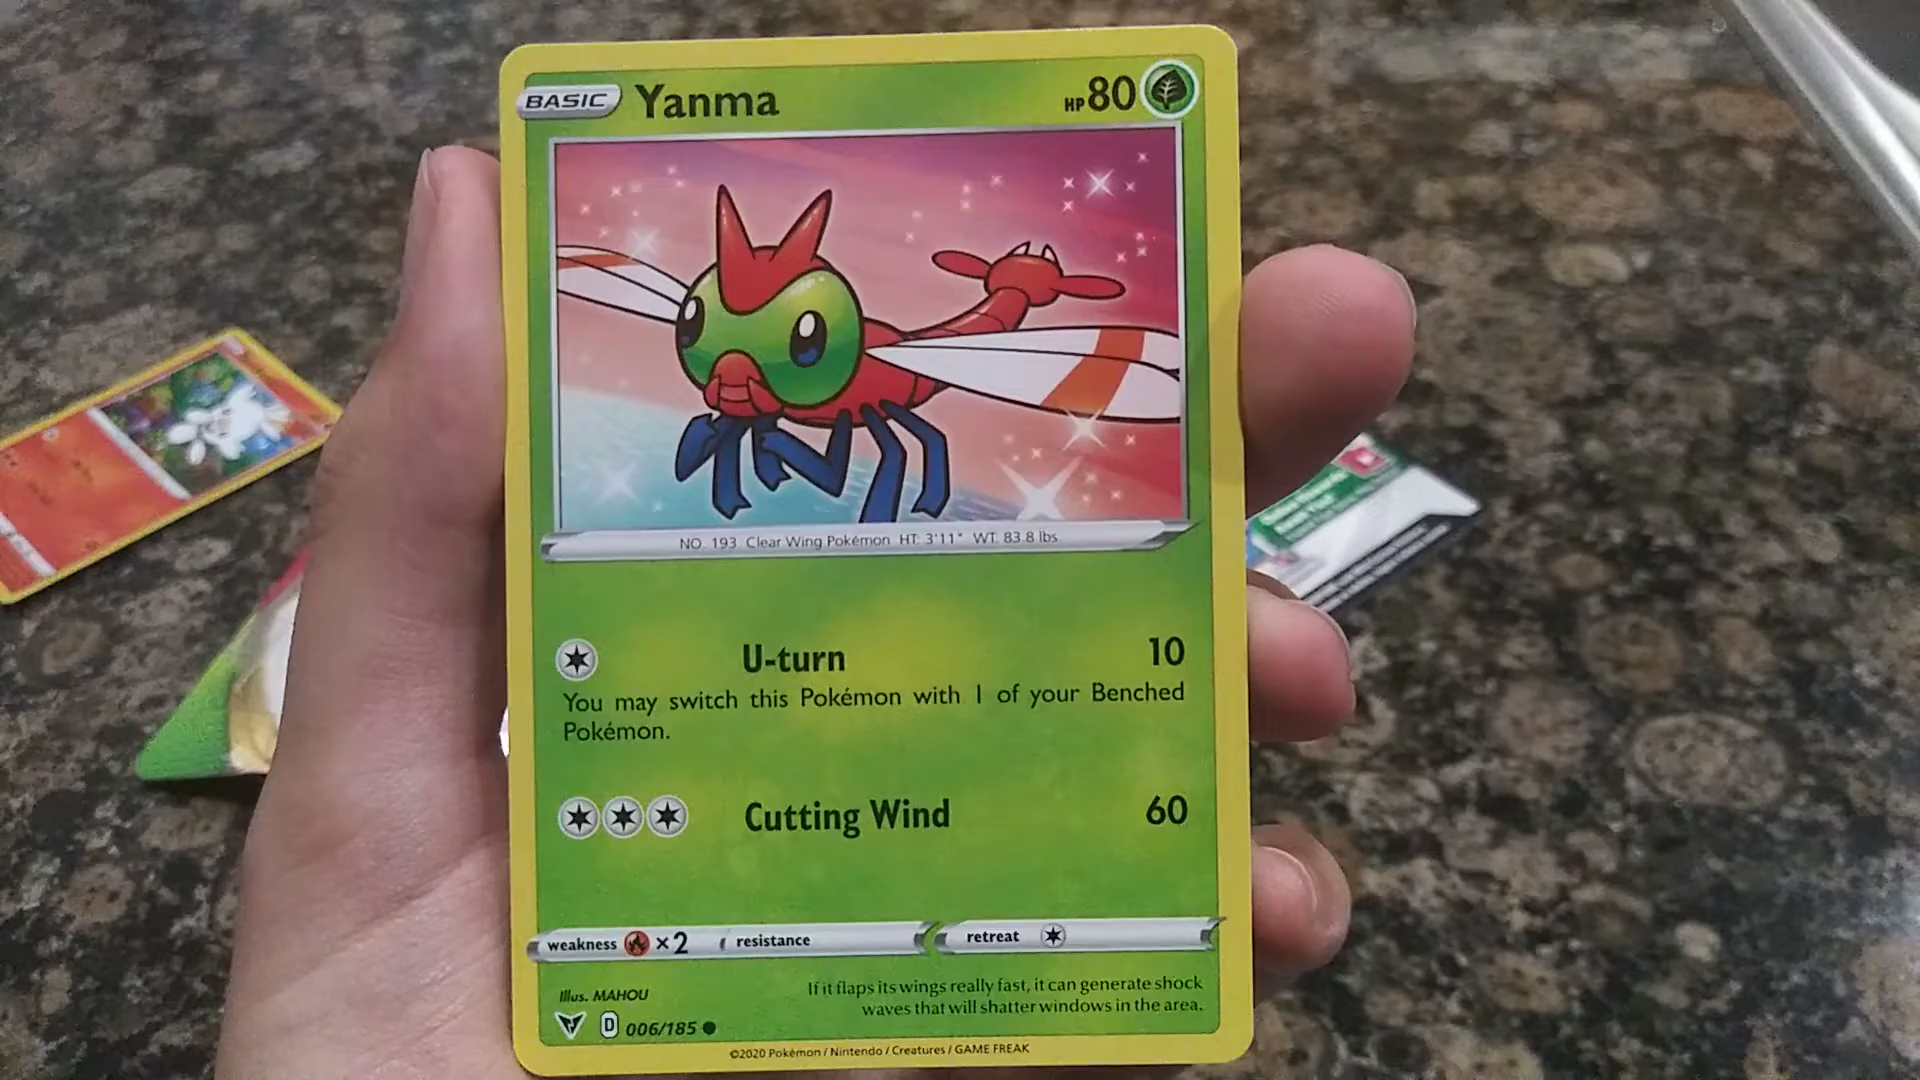 BASIC Yanma HP 80
NO. 193 Clear Wing Pokémon HT: 3'11" WT: 83.8 lbs
U-turn 10
You may switch this Pokémon with 1 of your Benched
Pokémon.
Cutting Wind 60
weakness ×2 resistance retreat
Illus. MAHOU
If it flaps its wings really fast, it can generate shock
waves that will shatter windows in the area.
D 006/185
©2020 Pokémon / Nintendo / Creatures / GAME FREAK